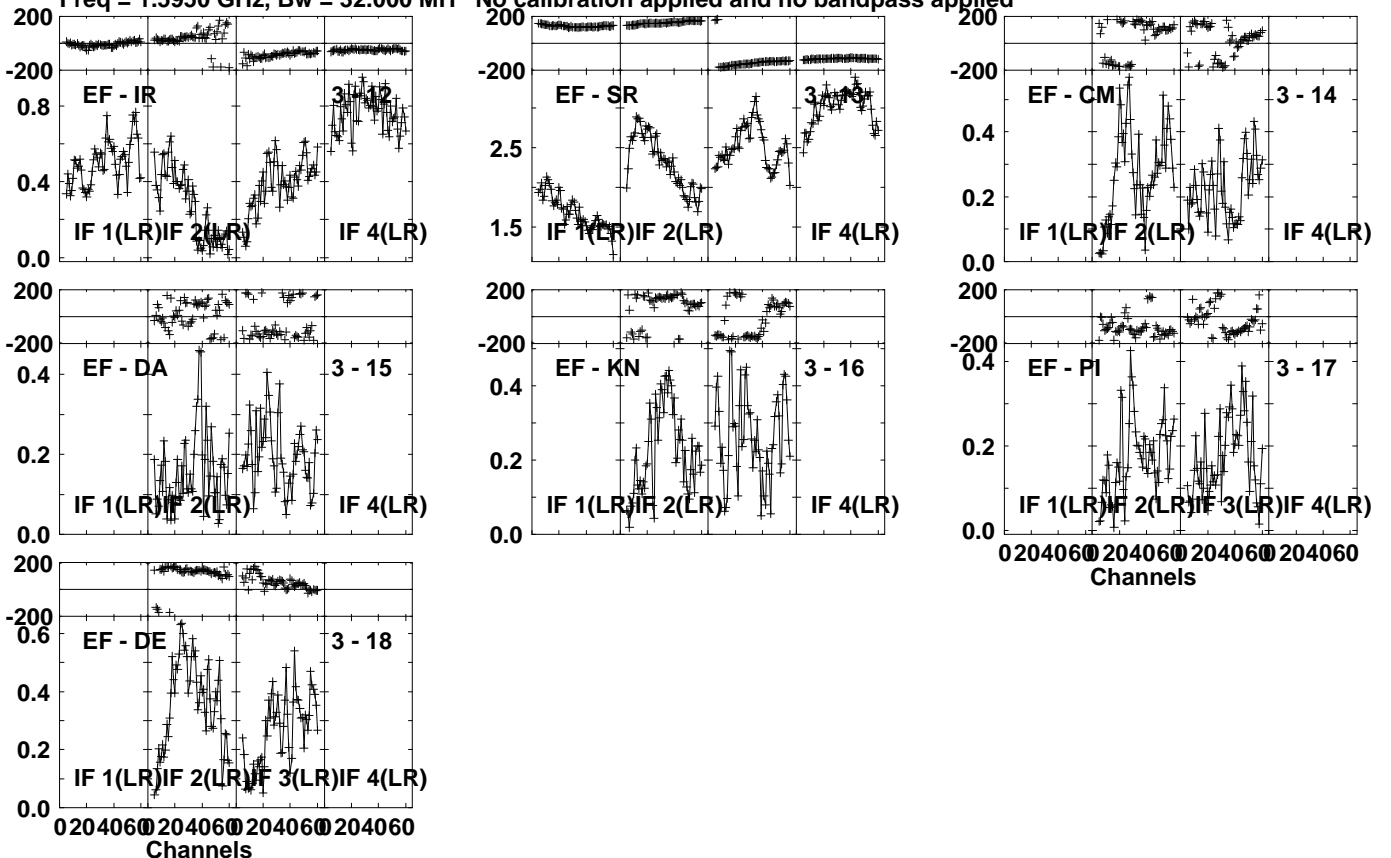 Freq = 1.5950 GHz, Bw = 32.000 MH No calibration applied and no bandpass applied
200
-200
EF - IR
3 - 12
0.8
0.4
0.0
IF 1(LR)
IF 2(LR)
IF 4(LR)
200
-200
EF - SR
3 - 13
2.5
1.5
IF 1(LR)
IF 2(LR)
IF 4(LR)
200
-200
EF - CM
3 - 14
0.4
0.2
0.0
IF 1(LR)
IF 2(LR)
IF 4(LR)
200
-200
EF - DA
3 - 15
0.4
0.2
0.0
IF 1(LR)
IF 2(LR)
IF 4(LR)
200
-200
EF - KN
3 - 16
0.4
0.2
0.0
IF 1(LR)
IF 2(LR)
IF 4(LR)
200
-200
EF - PI
3 - 17
0.4
0.2
0.0
IF 1(LR)
IF 2(LR)
IF 3(LR)
IF 4(LR)
0 20 40 60 0 20 40 60 0 20 40 60 0 20 40 60
Channels
200
-200
EF - DE
3 - 18
0.6
0.4
0.2
0.0
IF 1(LR)
IF 2(LR)
IF 3(LR)
IF 4(LR)
0 20 40 60 0 20 40 60 0 20 40 60 0 20 40 60
Channels